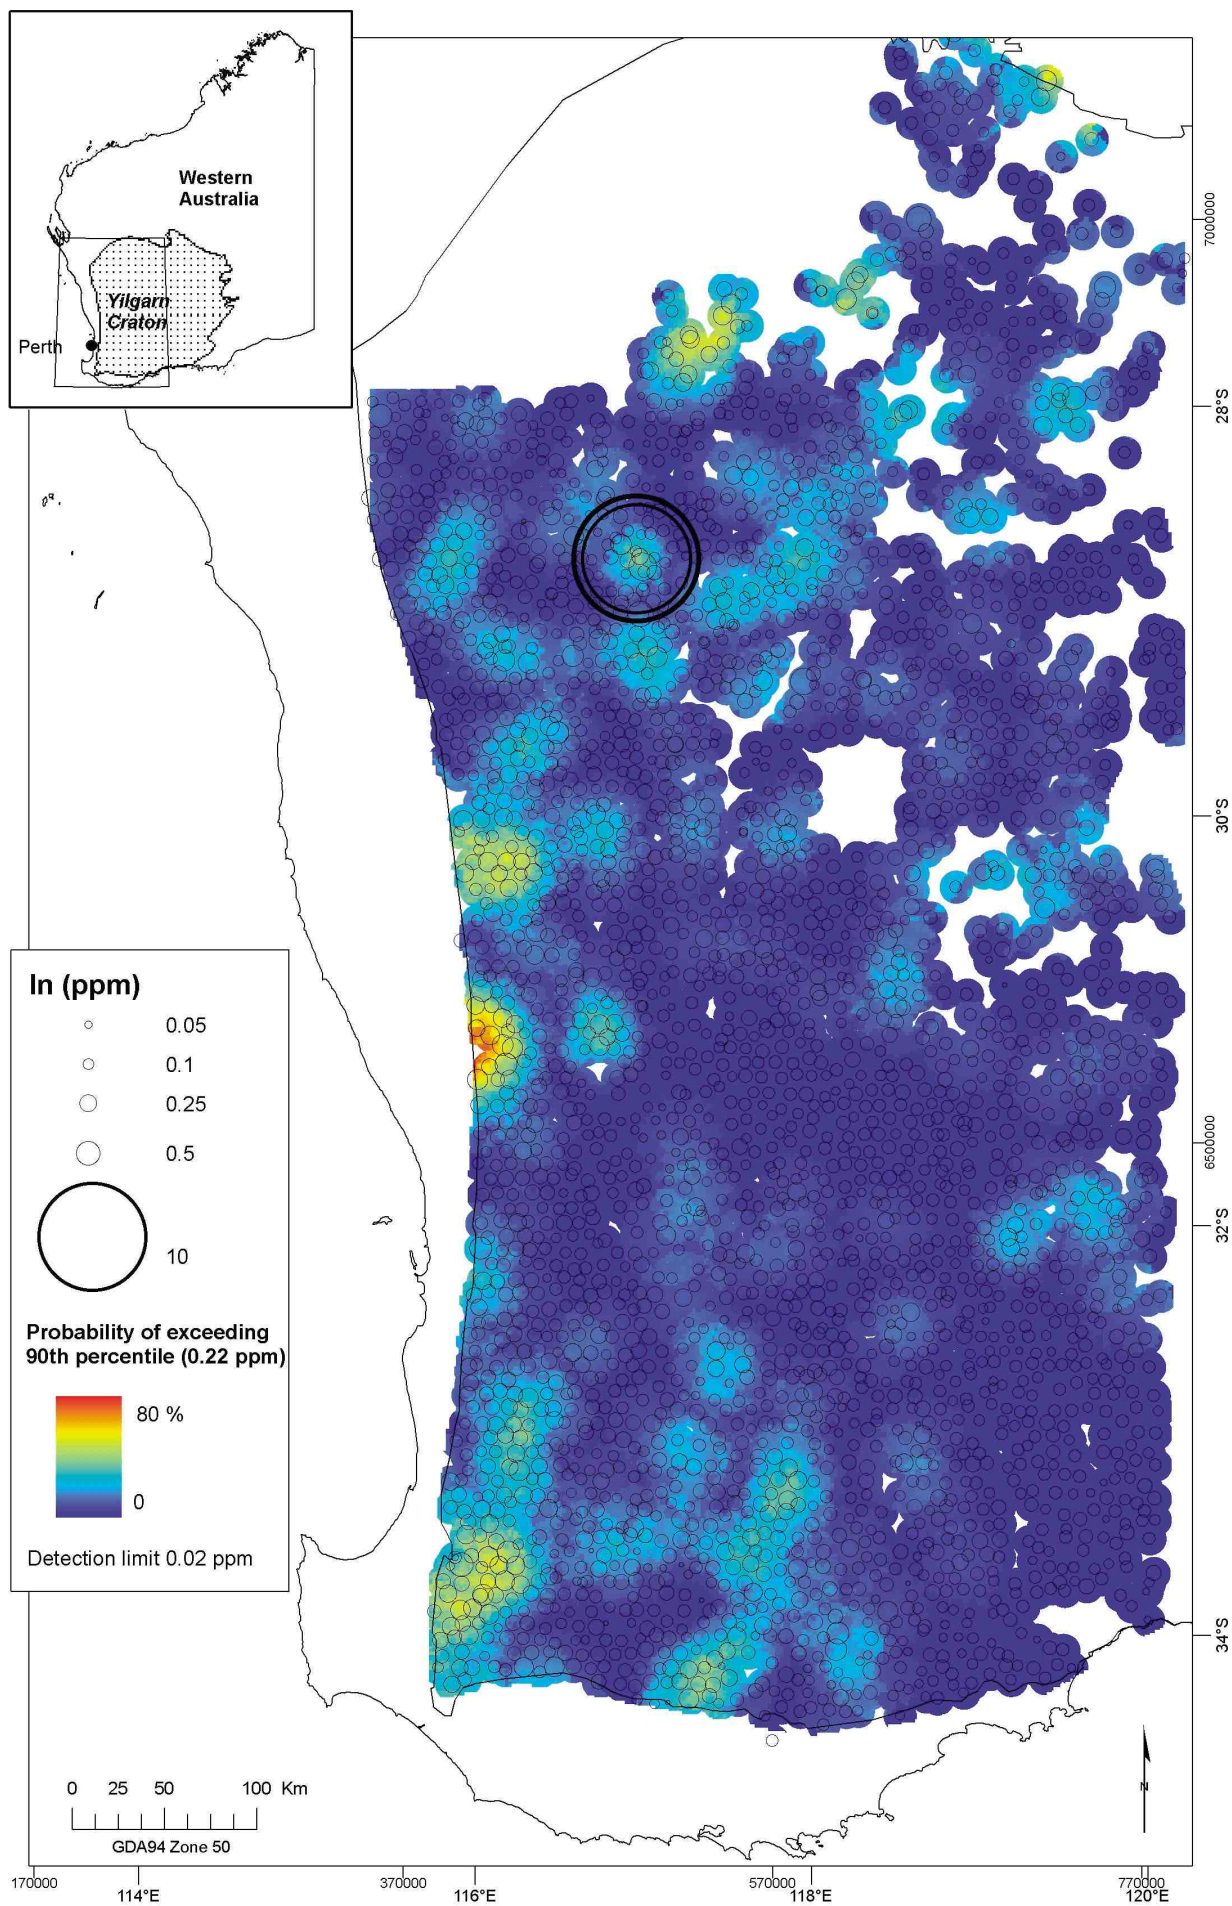 Western
Australia
Yilgarn
Craton
Perth
7000000
28°S
30°S
6500000
32°S
34°S
In (ppm)
0.05
0.1
0.25
0.5
10
Probability of exceeding
90th percentile (0.22 ppm)
80 %
0
Detection limit 0.02 ppm
0 25 50 100 Km
GDA94 Zone 50
N
170000 370000 570000 770000
114°E 116°E 118°E 120°E